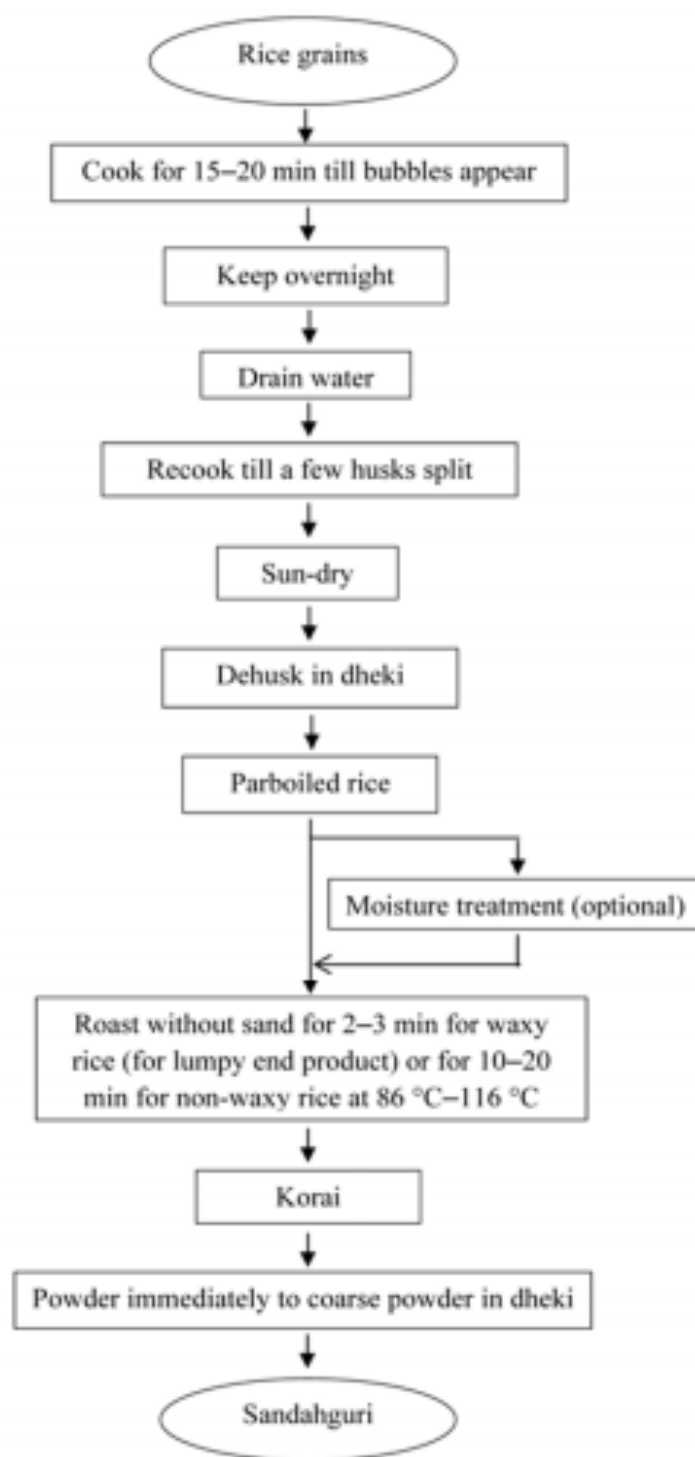 Rice grains
Cook for 15–20 min till bubbles appear
Keep overnight
Drain water
Recook till a few husks split
Sun-dry
Dehusk in dheki
Parboiled rice
Moisture treatment (optional)
Roast without sand for 2–3 min for waxy
rice (for lumpy end product) or for 10–20
min for non-waxy rice at 86 °C–116 °C
Korai
Powder immediately to coarse powder in dheki
Sandahguri